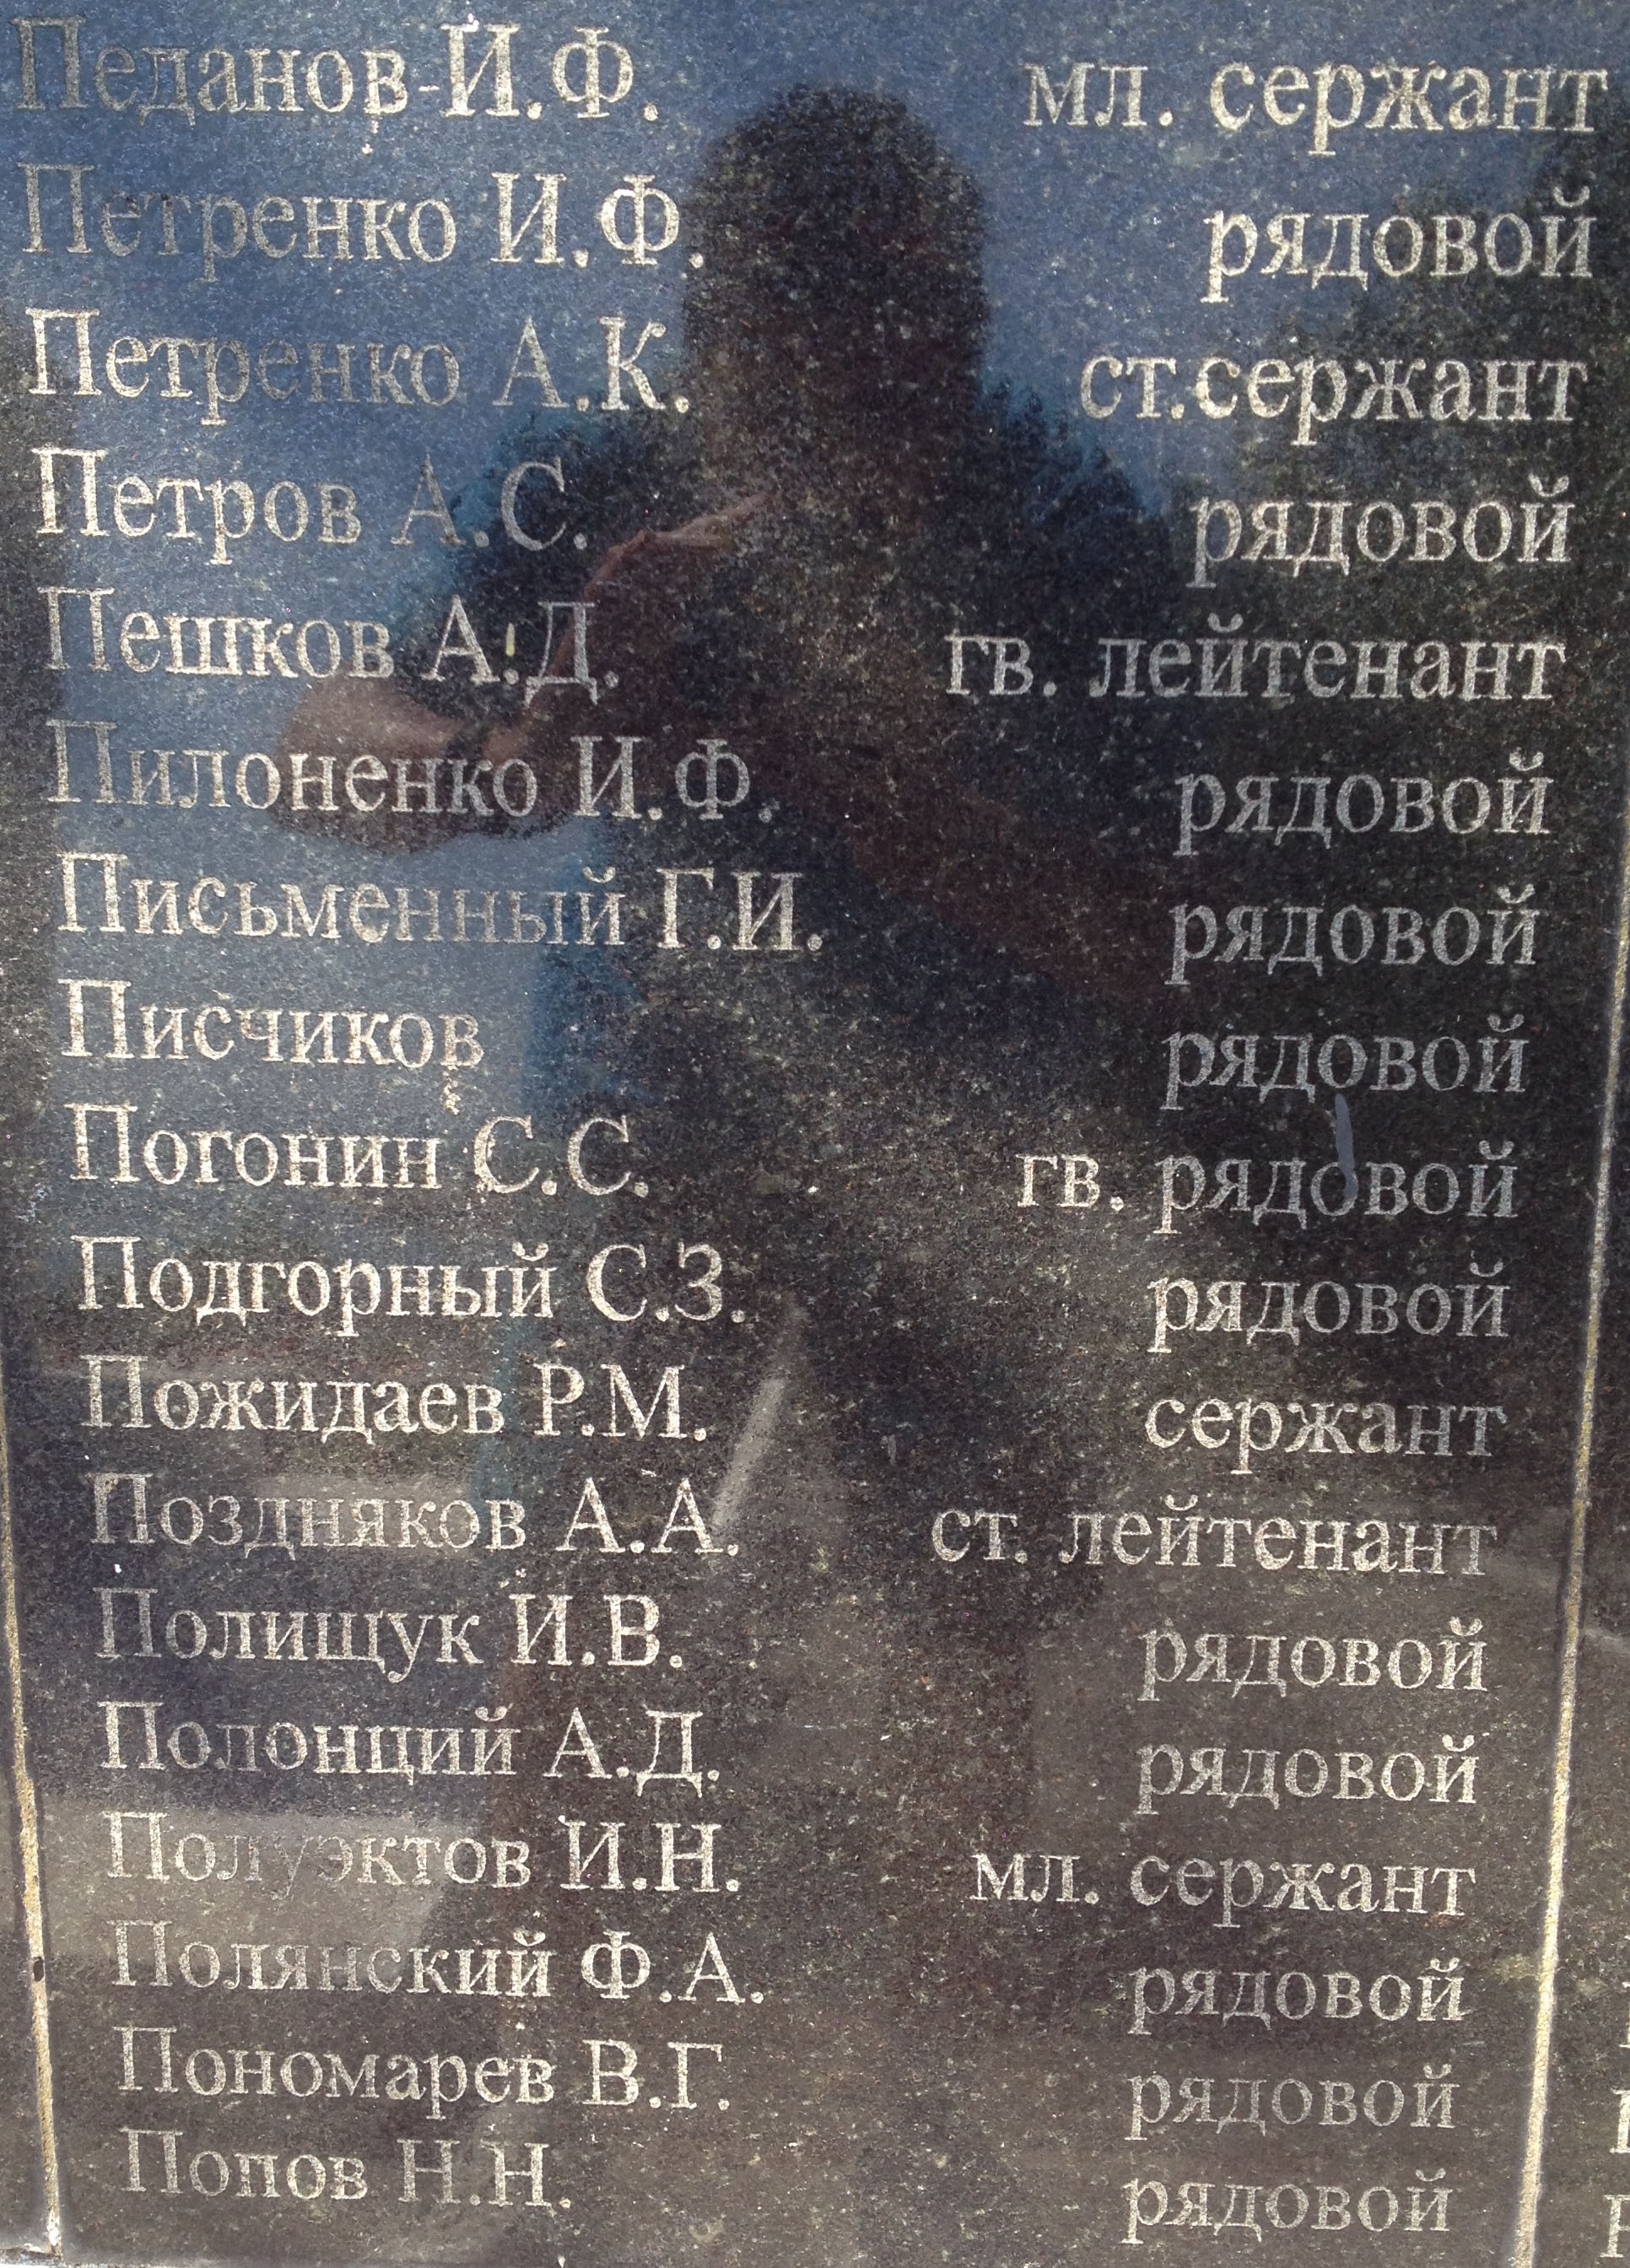 Педанов И.Ф. мл. сержант
Петренко И.Ф. рядовой
Петренко А.К. ст.сержант
Петров А.С. рядовой
Пешков А.Д. гв. лейтенант
Пилоненко И.Ф. рядовой
Письменный Г.И. рядовой
Писчиков рядовой
Погонин С.С. гв. рядовой
Подгорный С.З. рядовой
Пожидаев Р.М. сержант
Поздняков А.А. ст. лейтенант
Полищук И.В. рядовой
Полонций А.Д. рядовой
Полуэктов И.Н. мл. сержант
Полянский Ф.А. рядовой
Пономарев В.Г. рядовой
Попов Н.Н. рядовой